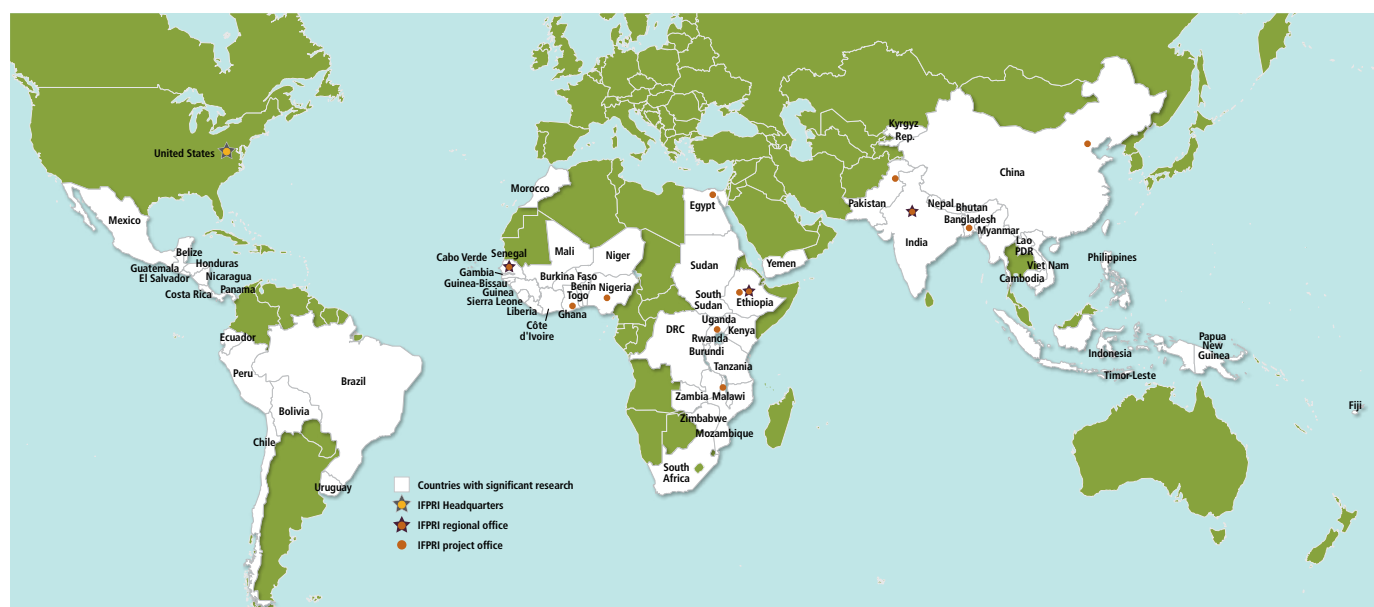 United States
Mexico
Belize
Guatemala
Honduras
El Salvador
Nicaragua
Costa Rica
Panama
Ecuador
Peru
Brazil
Bolivia
Chile
Uruguay
Morocco
Cabo Verde
Senegal
Gambia
Guinea-Bissau
Guinea
Sierra Leone
Liberia
Côte
d'Ivoire
Mali
Niger
Burkina Faso
Benin
Nigeria
Togo
Ghana
Egypt
Sudan
South
Sudan
Ethiopia
Yemen
Uganda
Kenya
DRC
Rwanda
Burundi
Tanzania
Zambia
Malawi
Zimbabwe
Mozambique
South
Africa
Kyrgyz
Rep.
China
Pakistan
Nepal
Bhutan
Bangladesh
India
Myanmar
Lao
PDR
Viet Nam
Cambodia
Philippines
Indonesia
Timor-Leste
Papua
New
Guinea
Fiji
Countries with significant research
IFPRI Headquarters
IFPRI regional office
IFPRI project office